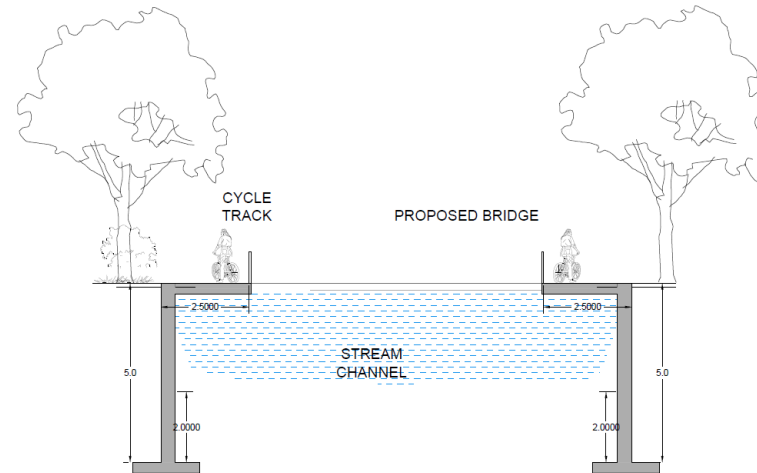 CYCLE
TRACK
PROPOSED BRIDGE
2.5000
2.5000
STREAM
CHANNEL
5.0
5.0
2.0000
2.0000